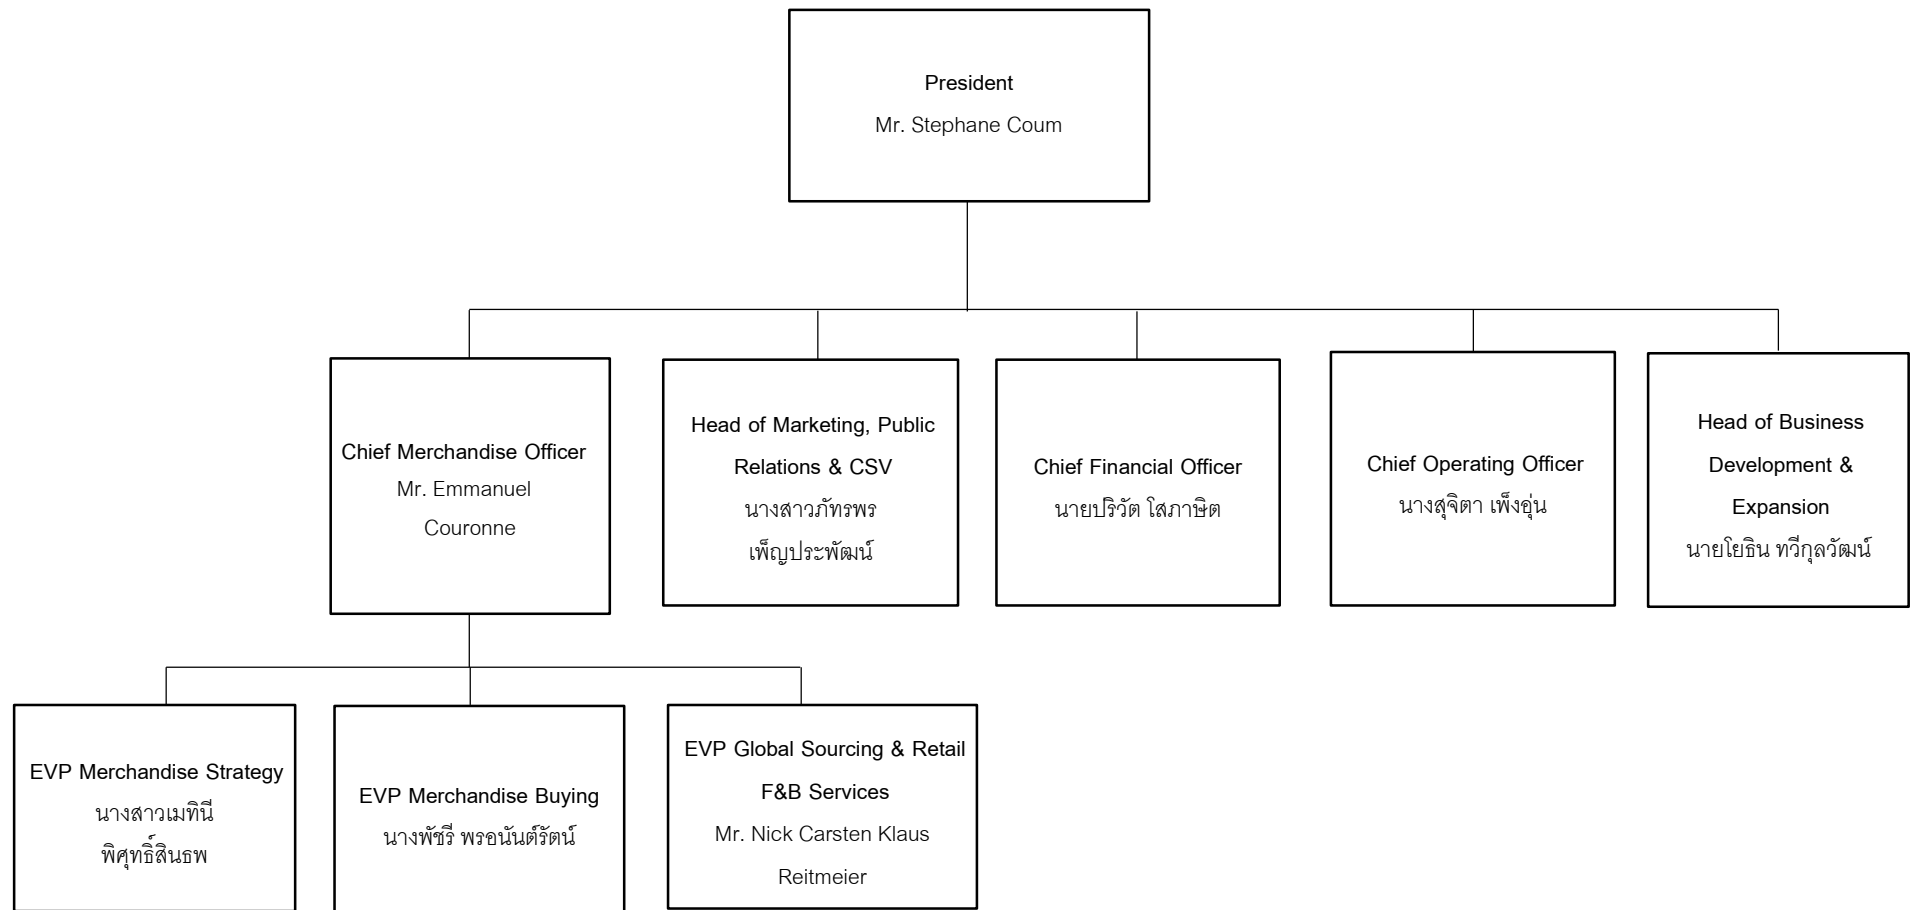 President
Mr. Stephane Coum
Chief Merchandise Officer
Mr. Emmanuel
Couronne
Head of Marketing, Public
Relations & CSV
นางสาวภัทรพร
เพ็ญประพัฒน์
Chief Financial Officer
นายปริวัต โสภาษิต
Chief Operating Officer
นางสุจิตา เพ็งอุ่น
Head of Business
Development &
Expansion
นายโยธิน ทวีกุลวัฒน์
EVP Merchandise Strategy
นางสาวเมทินี
พิศุทธิ์สินธพ
EVP Merchandise Buying
นางพัชรี พรอนันต์รัตน์
EVP Global Sourcing & Retail
F&B Services
Mr. Nick Carsten Klaus
Reitmeier